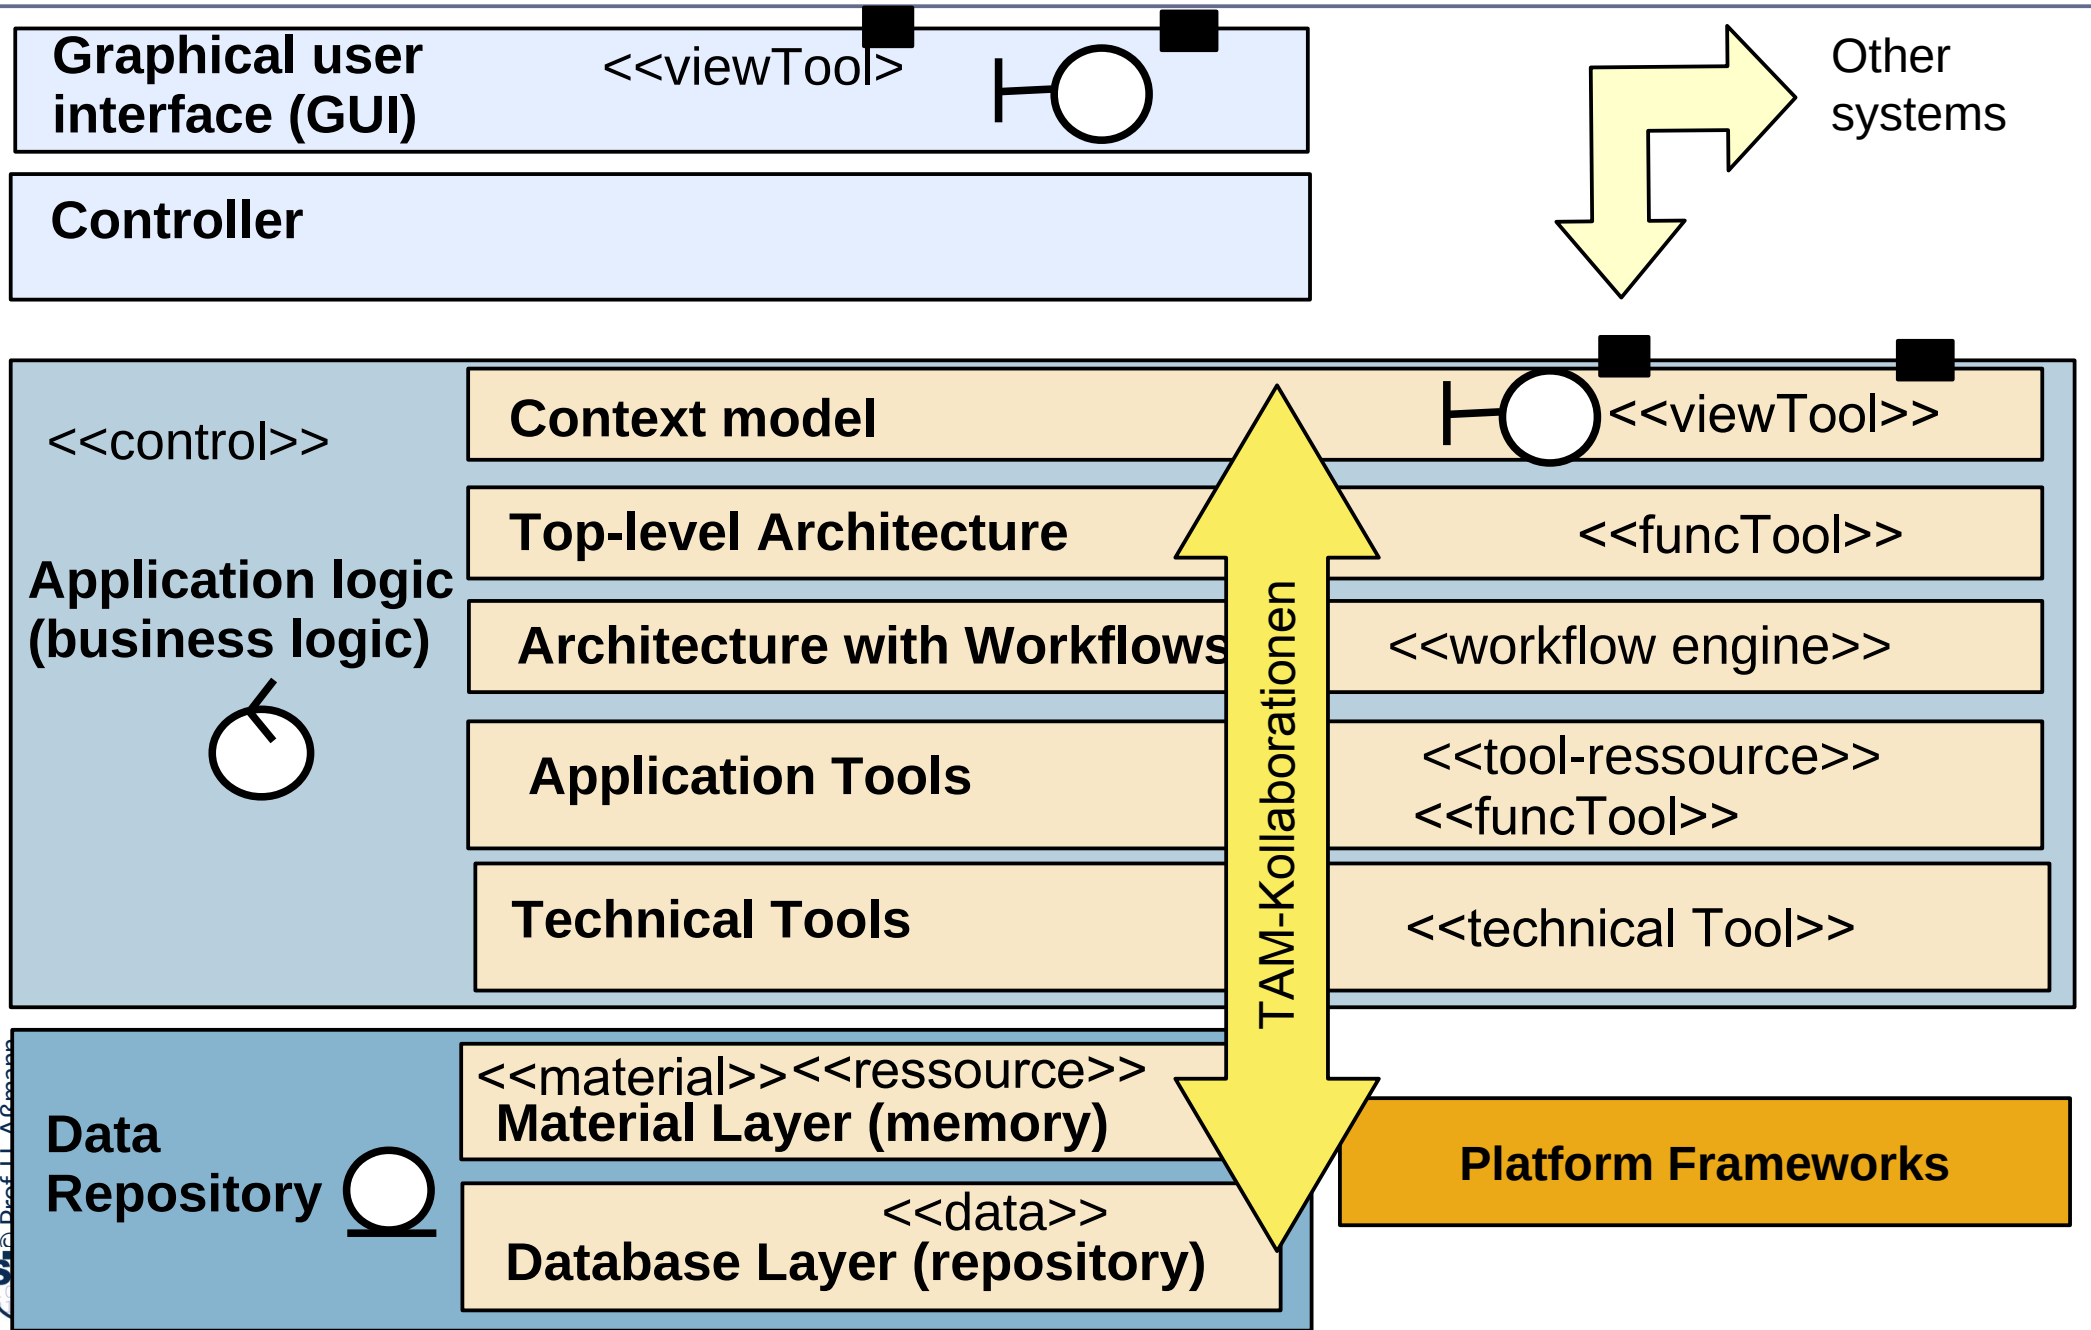 Graphical user
interface (GUI)
<<viewTool>
Other
systems
Controller
<<control>>
Context model
<<viewTool>>
Top-level Architecture
<<funcTool>>
Application logic
(business logic)
Architecture with Workflows
<<workflow engine>>
Application Tools
<<tool-ressource>>
<<funcTool>>
Technical Tools
<<technical Tool>>
TAM-Kollaborationen
Data
Repository
<<material>> <<ressource>>
Material Layer (memory)
<<data>>
Database Layer (repository)
Platform Frameworks